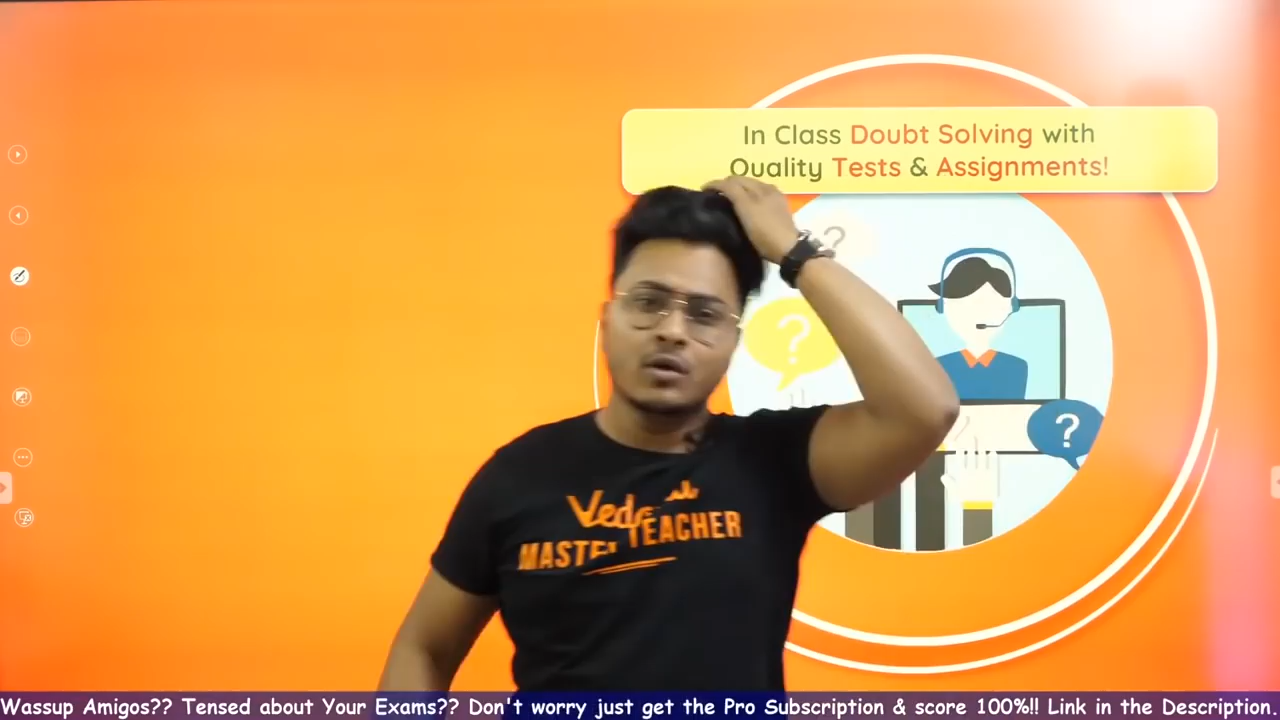 In Class Doubt Solving with
Quality Tests & Assignments!
?
?
?
MASTER TEACHER
Wassup Amigos?? Tensed about Your Exams?? Don't worry just get the Pro Subscription & score 100%!! Link in the Description.